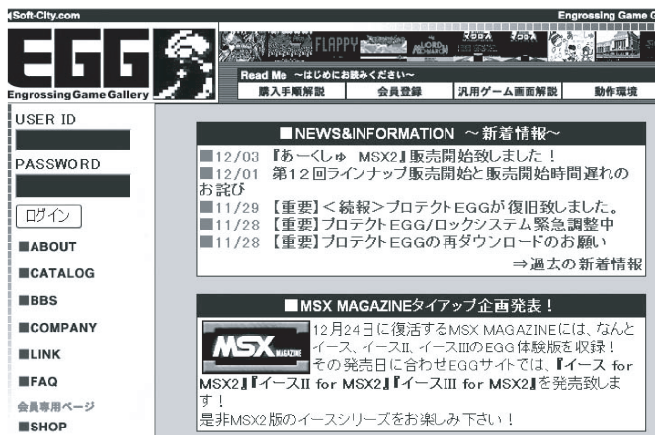 Soft-City.com
Engrossing Game G
EGG
Engrossing Game Gallery
FLAPPY
Read Me ～はじめにお読みください～
購入手順解説
会員登録
汎用ゲーム画面解説
動作環境
USER ID
PASSWORD
ログイン
■ABOUT
■CATALOG
■BBS
■COMPANY
■LINK
■FAQ
会員専用ページ
■SHOP
■NEWS&INFORMATION ～新着情報～
■12/03 『あーくしゅ MSX2』販売開始致しました！
■12/01 第12回ラインナップ販売開始と販売開始時間遅れの
お詫び
■11/29 【重要】＜続報＞プロテクトEGGが復旧致しました。
■11/28 【重要】プロテクトEGG/ロックシステム緊急調整中
■11/28 【重要】プロテクトEGGの再ダウンロードのお願い
⇒過去の新着情報
■MSX MAGAZINEタイアップ企画発表！
MSX MAGAZINE
12月24日に復活するMSX MAGAZINEには、なんと
イース、イースII、イースIIIのEGG体験版を収録！
その発売日に合わせEGGサイトでは、『イース for
MSX2』『イースII for MSX2』『イースIII for MSX2』を発売致しま
す！
是非MSX2版のイースシリーズをお楽しみ下さい！